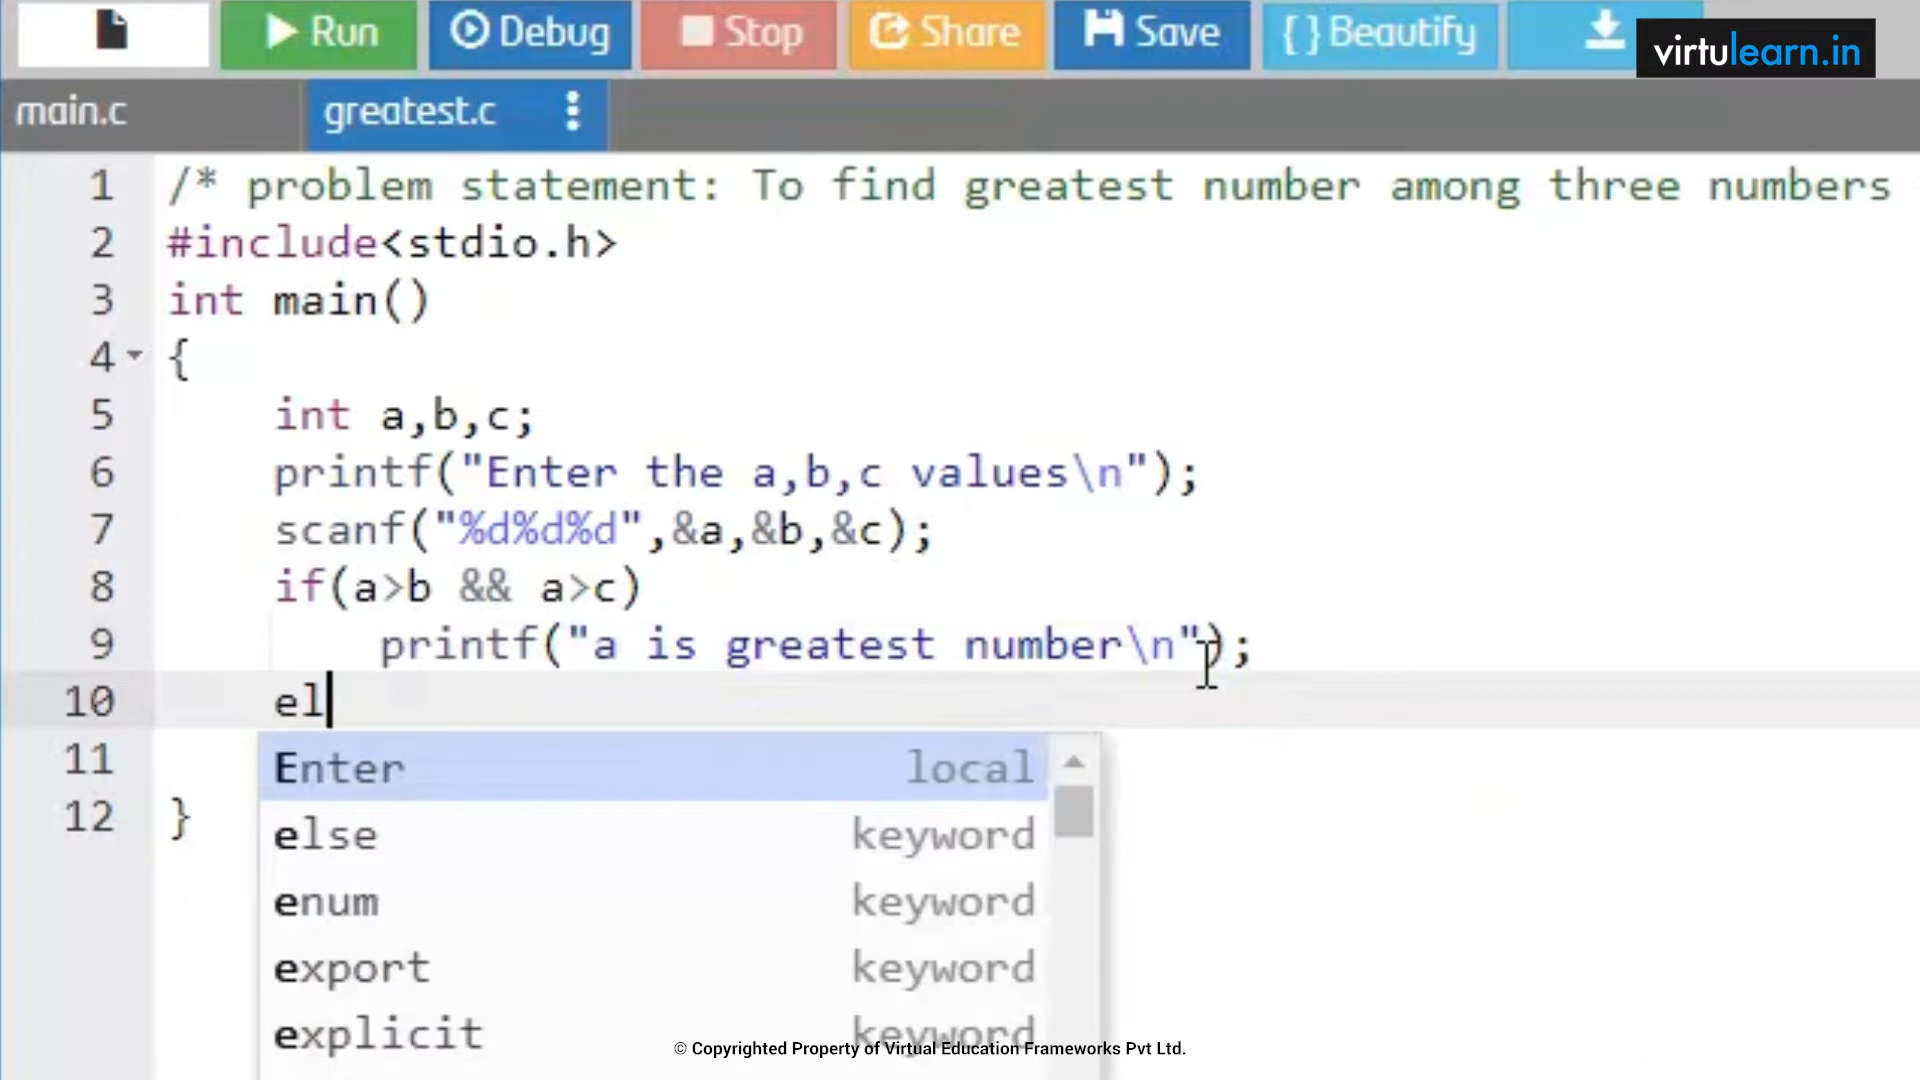 Run Debug Stop Share Save {} Beautify
virtulearn.in
main.c greatest.c
1 /* problem statement: To find greatest number among three numbers
2 #include<stdio.h>
3 int main()
4 {
5 int a,b,c;
6 printf("Enter the a,b,c values\n");
7 scanf("%d%d%d",&a,&b,&c);
8 if(a>b && a>c)
9 printf("a is greatest number\n");
10 el
11
12 }
Enter local
else keyword
enum keyword
export keyword
explicit keyword
© Copyrighted Property of Virtual Education Frameworks Pvt Ltd.